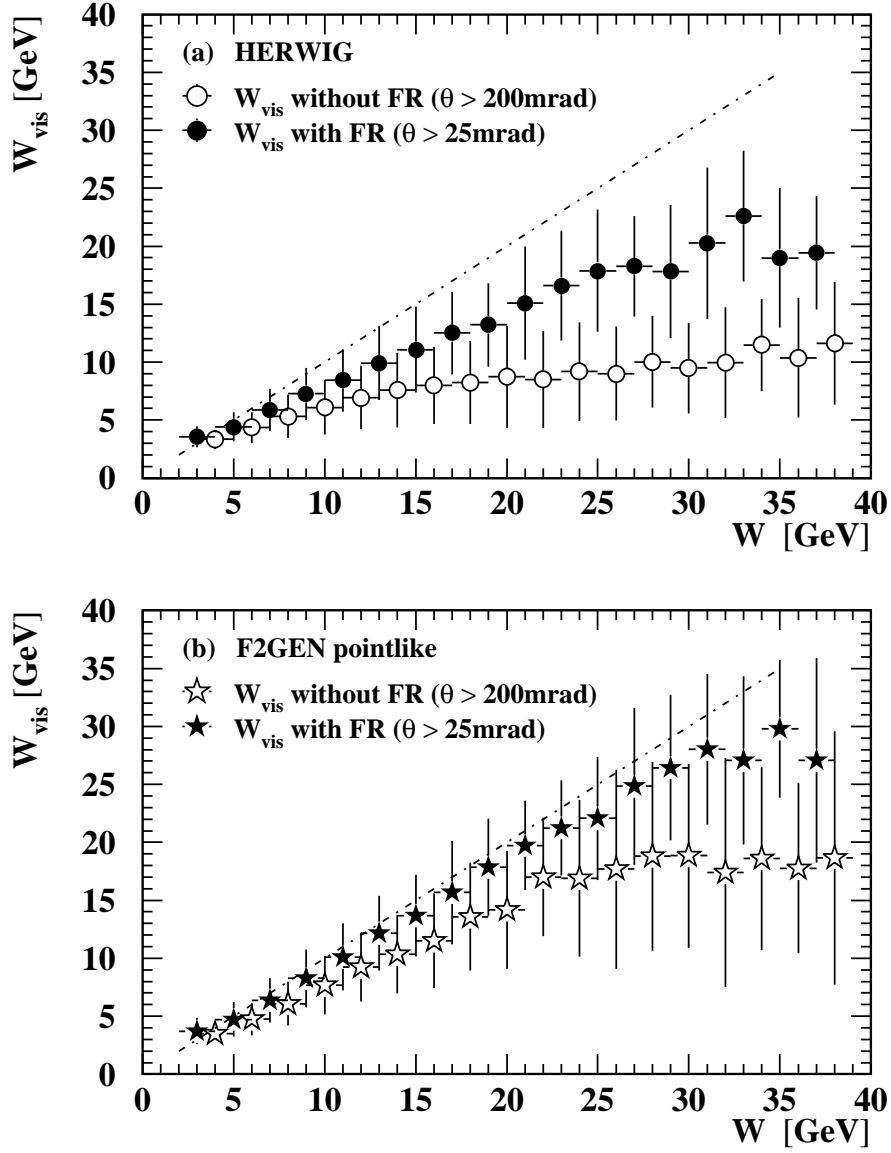 W_vis [GeV]
40
35
30
25
20
15
10
5
0
(a) HERWIG
W_vis without FR (θ > 200mrad)
W_vis with FR (θ > 25mrad)
0 5 10 15 20 25 30 35 40
W [GeV]
W_vis [GeV]
40
35
30
25
20
15
10
5
0
(b) F2GEN pointlike
W_vis without FR (θ > 200mrad)
W_vis with FR (θ > 25mrad)
0 5 10 15 20 25 30 35 40
W [GeV]